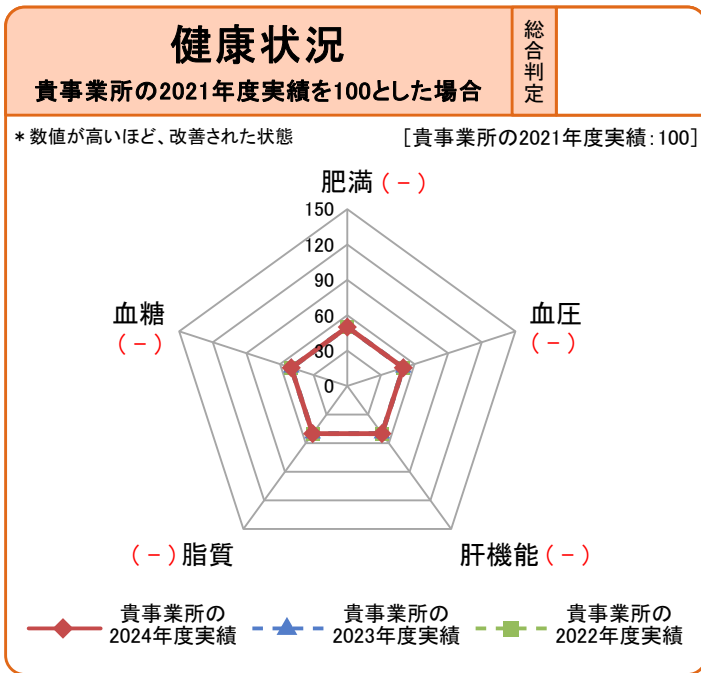 健康状況
貴事業所の2021年度実績を100とした場合
総合判定
* 数値が高いほど、改善された状態
[貴事業所の2021年度実績:100]
肥満(-)
150
120
90
60
30
0
血糖
(-)
血圧
(-)
(-)脂質
肝機能(-)
貴事業所の
2024年度実績
貴事業所の
2023年度実績
貴事業所の
2022年度実績